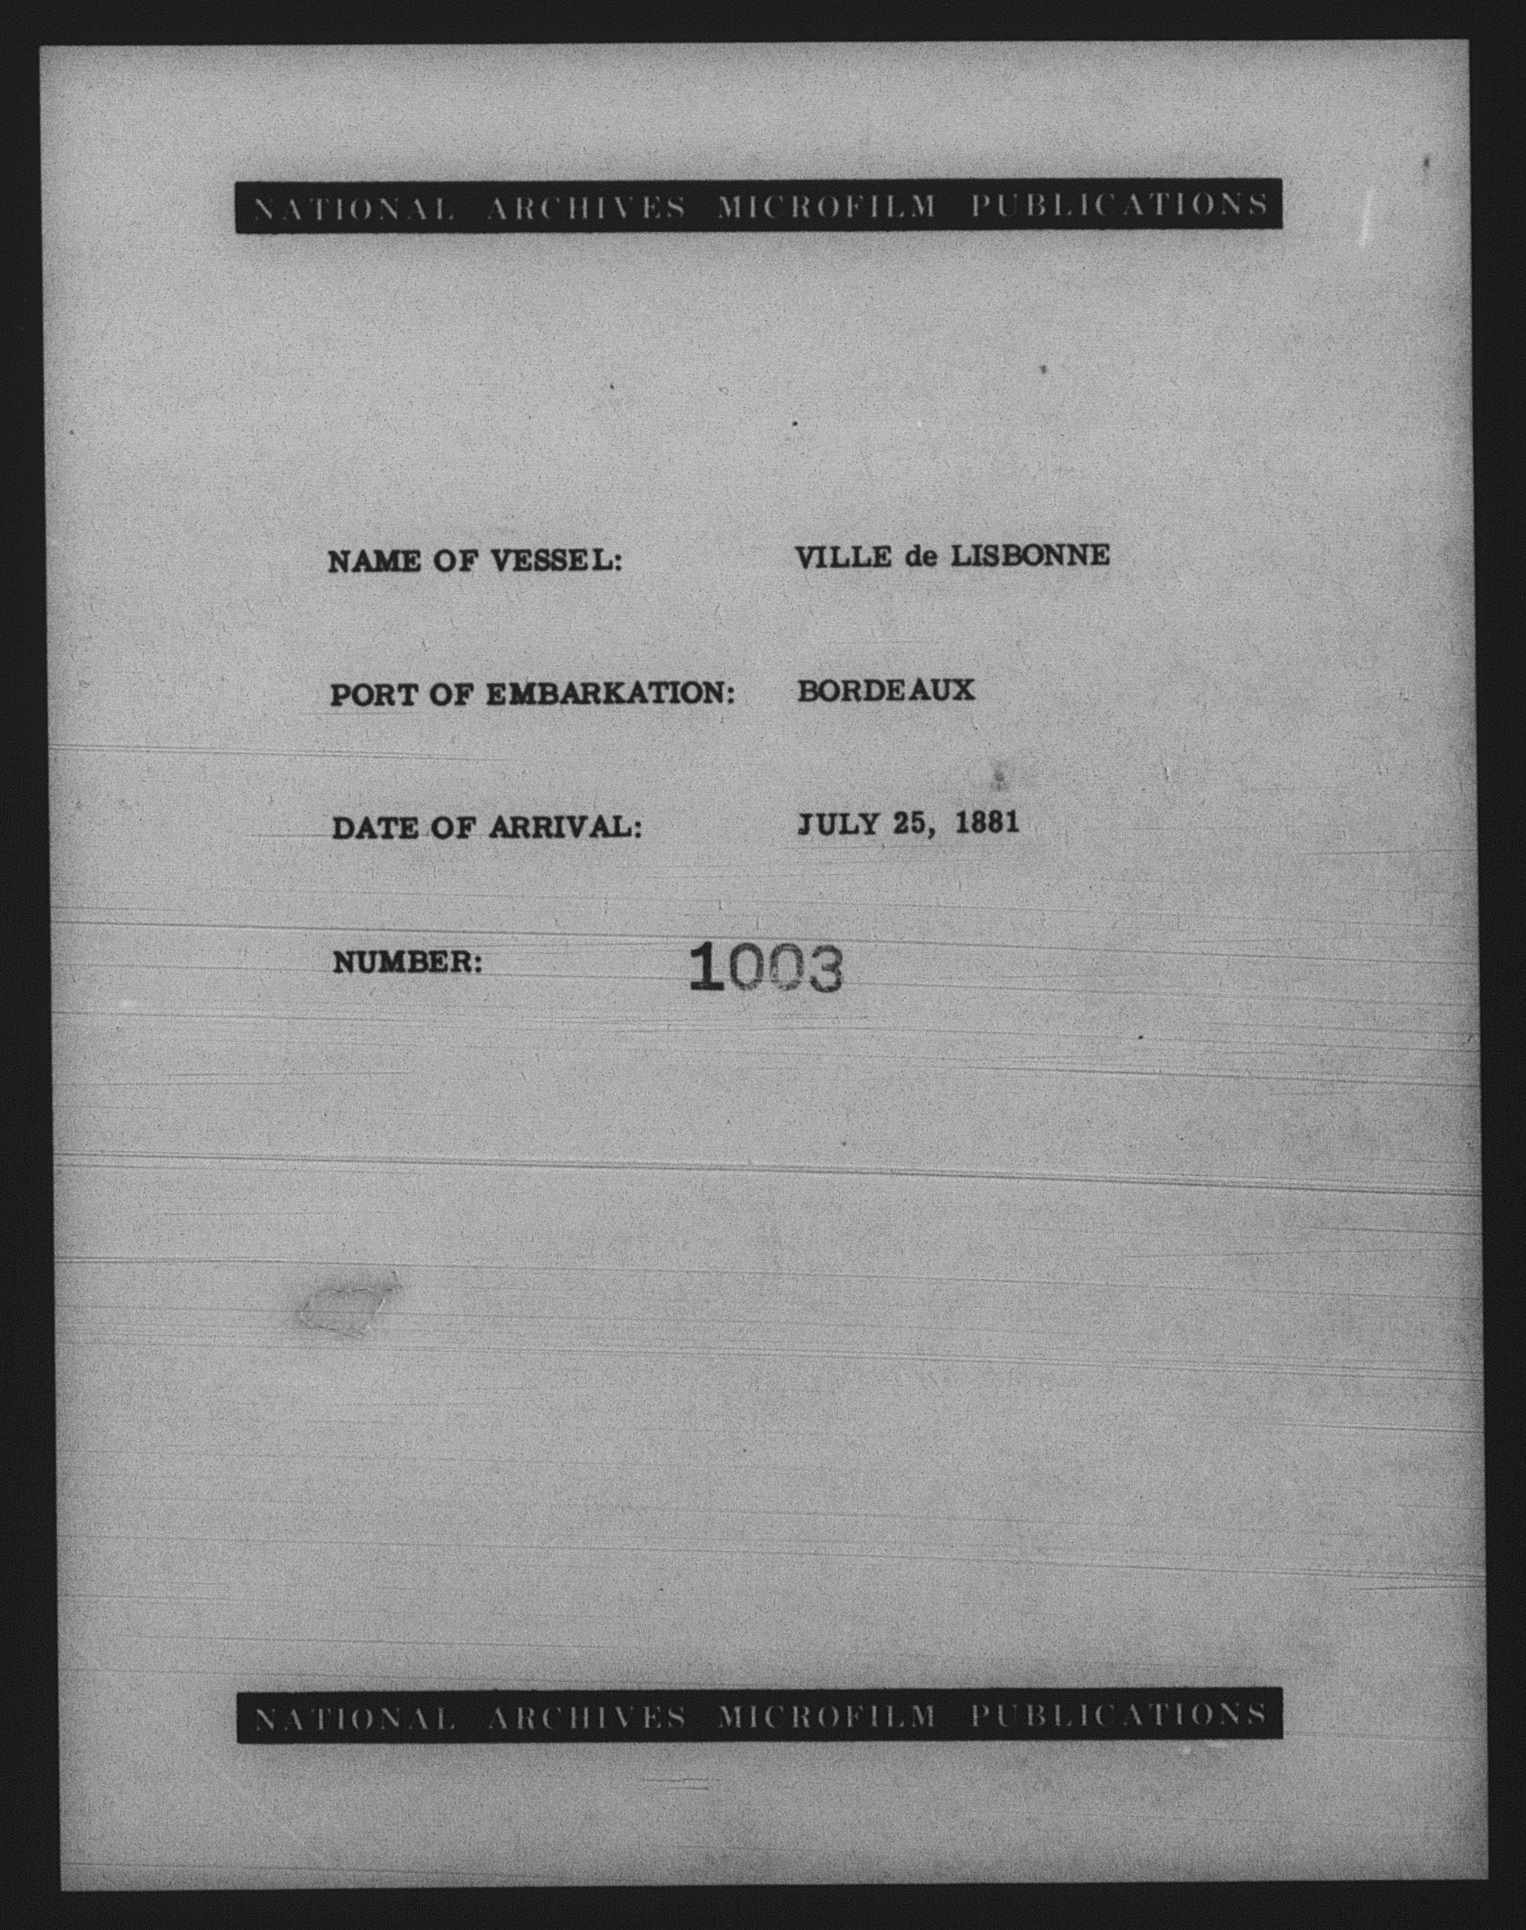 NATIONAL ARCHIVES MICROFILM PUBLICATIONS
NAME OF VESSEL: VILLE de LISBONNE
PORT OF EMBARKATION: BORDEAUX
DATE OF ARRIVAL: JULY 25, 1881
NUMBER: 1003
NATIONAL ARCHIVES MICROFILM PUBLICATIONS